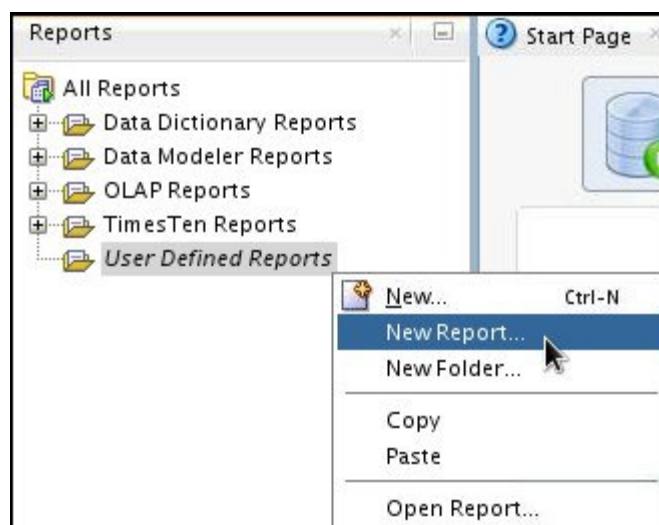 Reports
Start Page
All Reports
Data Dictionary Reports
Data Modeler Reports
OLAP Reports
TimesTen Reports
User Defined Reports
New... Ctrl-N
New Report...
New Folder...
Copy
Paste
Open Report...